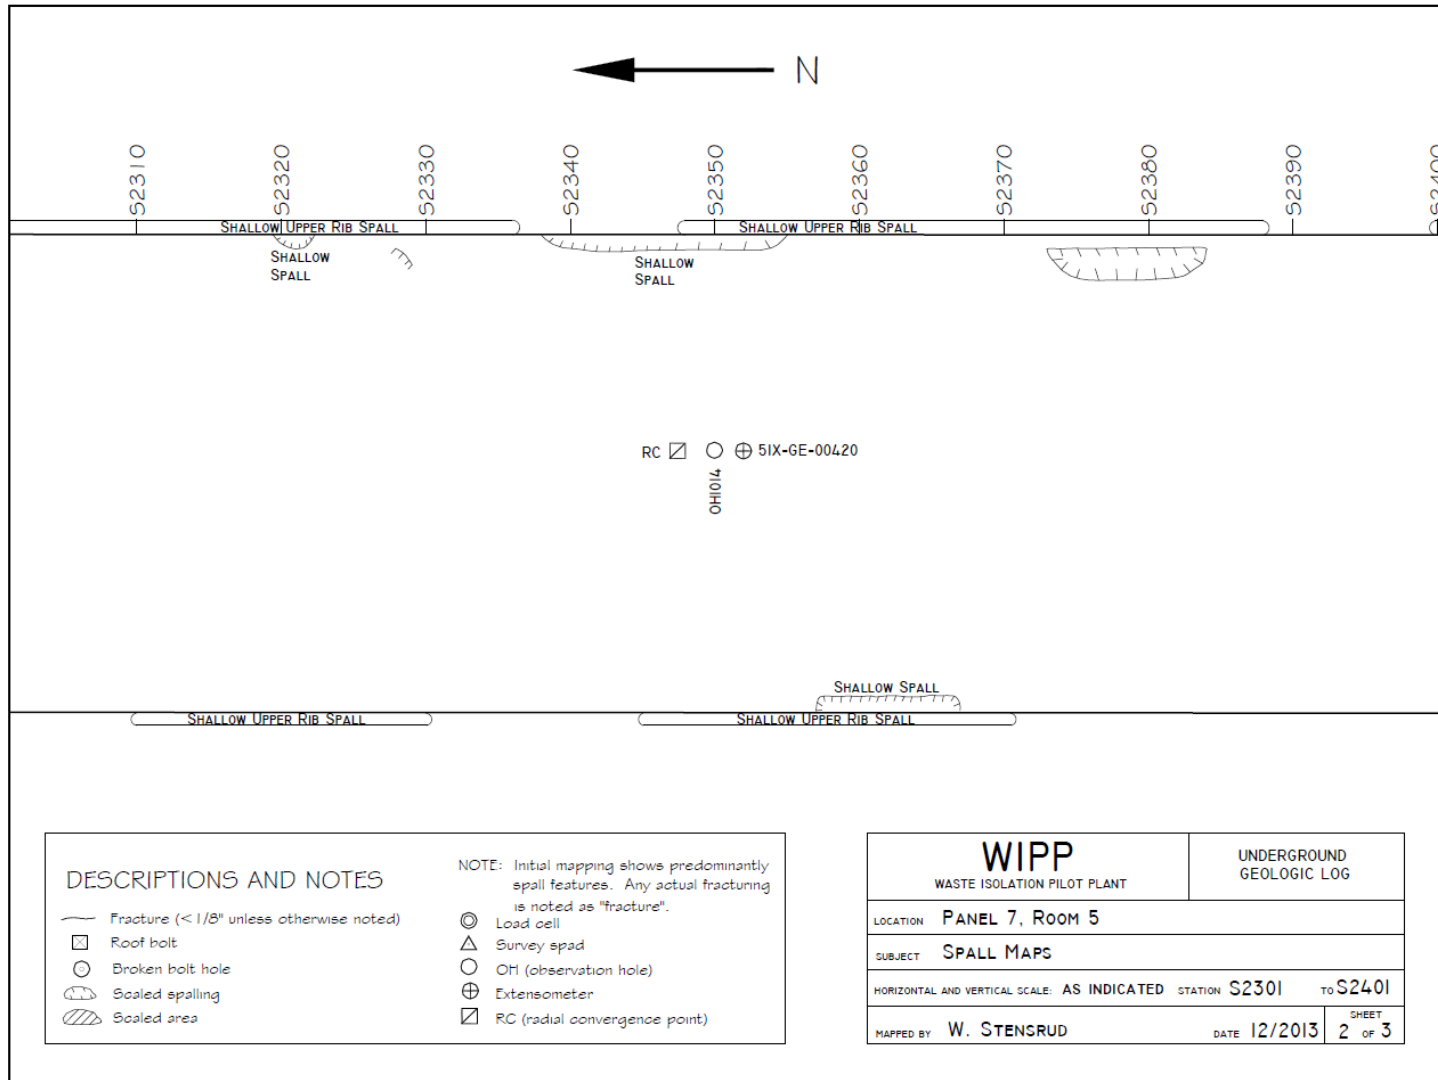 N
S2310
S2320
S2330
S2340
S2350
S2360
S2370
S2380
S2390
S2400
SHALLOW UPPER RIB SPALL
SHALLOW UPPER RIB SPALL
SHALLOW
SPALL
SHALLOW
SPALL
RC
5IX-GE-00420
OH1014
SHALLOW SPALL
SHALLOW UPPER RIB SPALL
SHALLOW UPPER RIB SPALL
DESCRIPTIONS AND NOTES
Fracture (<1/8" unless otherwise noted)
Roof bolt
Broken bolt hole
Scaled spalling
Scaled area
NOTE: Initial mapping shows predominantly
spall features. Any actual fracturing
is noted as "fracture".
Load cell
Survey spad
OH (observation hole)
Extensometer
RC (radial convergence point)
WIPP
WASTE ISOLATION PILOT PLANT
UNDERGROUND
GEOLOGIC LOG
LOCATION PANEL 7, ROOM 5
SUBJECT SPALL MAPS
HORIZONTAL AND VERTICAL SCALE: AS INDICATED STATION S2301 TO S2401
MAPPED BY W. STENSRUD DATE 12/2013
SHEET
2 OF 3